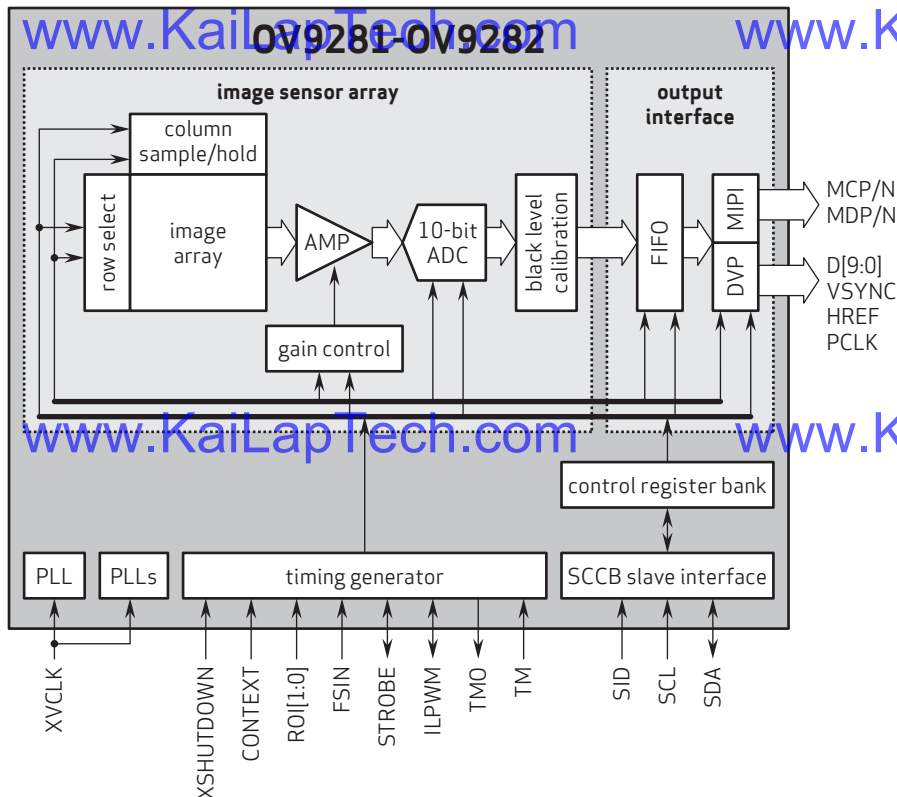 www.KaiLapTech.com
www.K
OV9281-OV9282
image sensor array
output
interface
column
sample/hold
row select
image
array
AMP
10-bit
ADC
black level
calibration
FIFO
MIPI
DVP
MCP/N
MDP/N
D[9:0]
VSYNC
HREF
PCLK
gain control
www.KaiLapTech.com
www.K
control register bank
PLL
PLLs
timing generator
SCCB slave interface
XVCLK
XSHUTDOWN
CONTEXT
ROI[1:0]
FSIN
STROBE
ILPWM
TMO
TM
SID
SCL
SDA